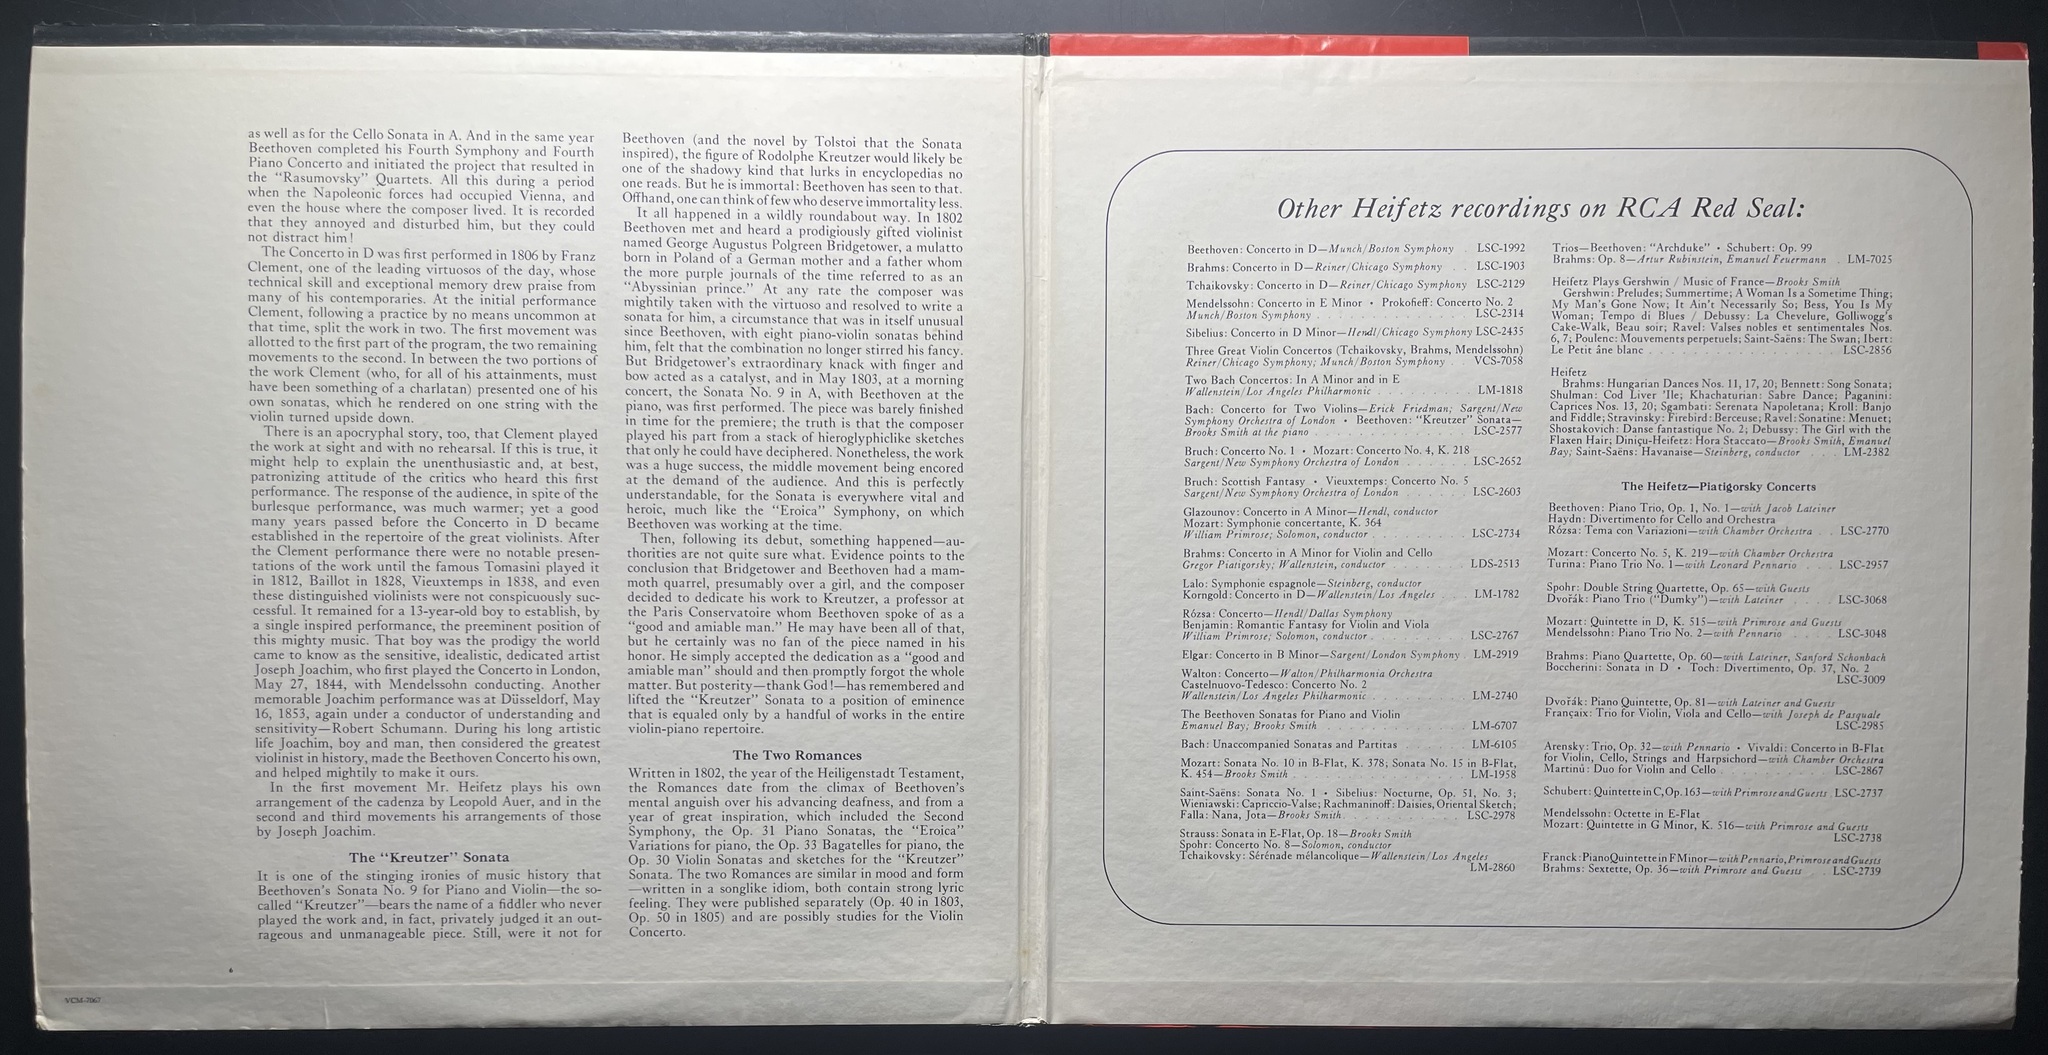 as well as for the Cello Sonata in A. And in the same year
Beethoven completed his Fourth Symphony and Fourth
Piano Concerto and initiated the project that resulted in
the "Rasumovsky" Quartets. All this during a period
when the Napoleonic forces had occupied Vienna, and
even the house where the composer lived. It is recorded
that they annoyed and disturbed him, but they could
not distract him!
The Concerto in D was first performed in 1806 by Franz
Clement, one of the leading virtuosos of the day, whose
technical skill and exceptional memory drew praise from
many of his contemporaries. At the initial performance
Clement, following a practice by no means uncommon at
that time, split the work in two. The first movement was
allotted to the first part of the program, the two remaining
movements to the second. In between the two portions of
the work Clement (who, for all of his attainments, must
have been something of a charlatan) presented one of his
own sonatas, which he rendered on one string with the
violin turned upside down.
There is an apocryphal story, too, that Clement played
the work at sight and with no rehearsal. If this is true, it
might help to explain the unenthusiastic and, at best,
patronizing attitude of the critics who heard this first
performance. The response of the audience, in spite of the
burlesque performance, was much warmer; yet a good
many years passed before the Concerto in D became
established in the repertoire of the great violinists. After
the Clement performance there were no notable presen-
tations of the work until the famous Tomasini played it
in 1812, Baillot in 1828, Vieuxtemps in 1838, and even
these distinguished violinists were not conspicuously suc-
cessful. It remained for a 13-year-old boy to establish, by
a single inspired performance, the preeminent position of
this mighty music. That boy was the prodigy the world
came to know as the sensitive, idealistic, dedicated artist
Joseph Joachim, who first played the Concerto in London,
May 27, 1844, with Mendelssohn conducting. Another
memorable Joachim performance was at Düsseldorf, May
16, 1853, again under a conductor of understanding and
sensitivity—Robert Schumann. During his long artistic
life Joachim, boy and man, then considered the greatest
violinist in history, made the Beethoven Concerto his own,
and helped mightily to make it ours.
In the first movement Mr. Heifetz plays his own
arrangement of the cadenza by Leopold Auer, and in the
second and third movements his arrangements of those
by Joseph Joachim.
The "Kreutzer" Sonata
It is one of the stinging ironies of music history that
Beethoven's Sonata No. 9 for Piano and Violin—the so-
called "Kreutzer"—bears the name of a fiddler who never
played the work and, in fact, privately judged it an out-
rageous and unmanageable piece. Still, were it not for
6
VCM-7067
Beethoven (and the novel by Tolstoi that the Sonata
inspired), the figure of Rodolphe Kreutzer would likely be
one of the shadowy kind that lurks in encyclopedias no
one reads. But he is immortal: Beethoven has seen to that.
Offhand, one can think of few who deserve immortality less.
It all happened in a wildly roundabout way. In 1802
Beethoven met and heard a prodigiously gifted violinist
named George Augustus Polgreen Bridgetower, a mulatto
born in Poland of a German mother and a father whom
the more purple journals of the time referred to as an
"Abyssinian prince." At any rate the composer was
mightily taken with the virtuoso and resolved to write a
sonata for him, a circumstance that was in itself unusual
since Beethoven, with eight piano-violin sonatas behind
him, felt that the combination no longer stirred his fancy.
But Bridgetower's extraordinary knack with finger and
bow acted as a catalyst, and in May 1803, at a morning
concert, the Sonata No. 9 in A, with Beethoven at the
piano, was first performed. The piece was barely finished
in time for the premiere; the truth is that the composer
played his part from a stack of hieroglyphiclike sketches
that only he could have deciphered. Nonetheless, the work
was a huge success, the middle movement being encored
at the demand of the audience. And this is perfectly
understandable, for the Sonata is everywhere vital and
heroic, much like the "Eroica" Symphony, on which
Beethoven was working at the time.
Then, following its debut, something happened—au-
thorities are not quite sure what. Evidence points to the
conclusion that Bridgetower and Beethoven had a mam-
moth quarrel, presumably over a girl, and the composer
decided to dedicate his work to Kreutzer, a professor at
the Paris Conservatoire whom Beethoven spoke of as a
"good and amiable man." He may have been all of that,
but he certainly was no fan of the piece named in his
honor. He simply accepted the dedication as a "good and
amiable man" should and then promptly forgot the whole
matter. But posterity—thank God!—has remembered and
lifted the "Kreutzer" Sonata to a position of eminence
that is equaled only by a handful of works in the entire
violin-piano repertoire.
The Two Romances
Written in 1802, the year of the Heiligenstadt Testament,
the Romances date from the climax of Beethoven's
mental anguish over his advancing deafness, and from a
year of great inspiration, which included the Second
Symphony, the Op. 31 Piano Sonatas, the "Eroica"
Variations for piano, the Op. 33 Bagatelles for piano, the
Op. 30 Violin Sonatas and sketches for the "Kreutzer"
Sonata. The two Romances are similar in mood and form
—written in a songlike idiom, both contain strong lyric
feeling. They were published separately (Op. 40 in 1803,
Op. 50 in 1805) and are possibly studies for the Violin
Concerto.
Other Heifetz recordings on RCA Red Seal:
Beethoven: Concerto in D—Munch/Boston Symphony . LSC-1992
Brahms: Concerto in D—Reiner/Chicago Symphony . . LSC-1903
Tchaikovsky: Concerto in D—Reiner/Chicago Symphony LSC-2129
Mendelssohn: Concerto in E Minor • Prokofieff: Concerto No. 2
Munch/Boston Symphony . . . . . . . . . . LSC-2314
Sibelius: Concerto in D Minor—Hendl/Chicago Symphony LSC-2435
Three Great Violin Concertos (Tchaikovsky, Brahms, Mendelssohn)
Reiner/Chicago Symphony; Munch/Boston Symphony . . VCS-7058
Two Bach Concertos: In A Minor and in E
Wallenstein/Los Angeles Philharmonic . . . . . . . LM-1818
Bach: Concerto for Two Violins—Erick Friedman; Sargent/New
Symphony Orchestra of London • Beethoven: "Kreutzer" Sonata—
Brooks Smith at the piano . . . . . . . . . . LSC-2577
Bruch: Concerto No. 1 • Mozart: Concerto No. 4, K. 218
Sargent/New Symphony Orchestra of London . . . . . LSC-2652
Bruch: Scottish Fantasy • Vieuxtemps: Concerto No. 5
Sargent/New Symphony Orchestra of London . . . . . LSC-2603
Glazounov: Concerto in A Minor—Hendl, conductor
Mozart: Symphonie concertante, K. 364
William Primrose; Solomon, conductor . . . . . . . LSC-2734
Brahms: Concerto in A Minor for Violin and Cello
Gregor Piatigorsky; Wallenstein, conductor . . . . . LDS-2513
Lalo: Symphonie espagnole—Steinberg, conductor
Korngold: Concerto in D—Wallenstein/Los Angeles . . . LM-1782
Rózsa: Concerto—Hendl/Dallas Symphony
Benjamin: Romantic Fantasy for Violin and Viola
William Primrose; Solomon, conductor . . . . . . . LSC-2767
Elgar: Concerto in B Minor—Sargent/London Symphony . LM-2919
Walton: Concerto—Walton/Philharmonia Orchestra
Castelnuovo-Tedesco: Concerto No. 2
Wallenstein/Los Angeles Philharmonic . . . . . . . LM-2740
The Beethoven Sonatas for Piano and Violin
Emanuel Bay; Brooks Smith . . . . . . . . . . LM-6707
Bach: Unaccompanied Sonatas and Partitas . . . . . LM-6105
Mozart: Sonata No. 10 in B-Flat, K. 378; Sonata No. 15 in B-Flat,
K. 454—Brooks Smith . . . . . . . . . . . LM-1958
Saint-Saëns: Sonata No. 1 • Sibelius: Nocturne, Op. 51, No. 3;
Wieniawski: Capriccio-Valse; Rachmaninoff: Daisies, Oriental Sketch;
Falla: Nana, Jota—Brooks Smith . . . . . . . . LSC-2978
Strauss: Sonata in E-Flat, Op. 18—Brooks Smith
Spohr: Concerto No. 8—Solomon, conductor
Tchaikovsky: Sérénade mélancolique—Wallenstein/Los Angeles
LM-2860
Trios—Beethoven: "Archduke" • Schubert: Op. 99
Brahms: Op. 8—Artur Rubinstein, Emanuel Feuermann . LM-7025
Heifetz Plays Gershwin / Music of France—Brooks Smith
Gershwin: Preludes; Summertime; A Woman Is a Sometime Thing;
My Man's Gone Now; It Ain't Necessarily So; Bess, You Is My
Woman; Tempo di Blues / Debussy: La Chevelure, Golliwogg's
Cake-Walk, Beau soir; Ravel: Valses nobles et sentimentales Nos.
6, 7; Poulenc: Mouvements perpetuels; Saint-Saëns: The Swan; Ibert:
Le Petit âne blanc . . . . . . . . . . . . LSC-2856
Heifetz
Brahms: Hungarian Dances Nos. 11, 17, 20; Bennett: Song Sonata;
Shulman: Cod Liver 'Ile; Khachaturian: Sabre Dance; Paganini:
Caprices Nos. 13, 20; Sgambati: Serenata Napoletana; Kroll: Banjo
and Fiddle; Stravinsky: Firebird: Berceuse; Ravel: Sonatine: Menuet;
Shostakovich: Danse fantastique No. 2; Debussy: The Girl with the
Flaxen Hair; Diniçu-Heifetz: Hora Staccato—Brooks Smith, Emanuel
Bay; Saint-Saëns: Havanaise—Steinberg, conductor . . . LM-2382
The Heifetz—Piatigorsky Concerts
Beethoven: Piano Trio, Op. 1, No. 1—with Jacob Lateiner
Haydn: Divertimento for Cello and Orchestra
Rózsa: Tema con Variazioni—with Chamber Orchestra . . LSC-2770
Mozart: Concerto No. 5, K. 219—with Chamber Orchestra
Turina: Piano Trio No. 1—with Leonard Pennario . . . LSC-2957
Spohr: Double String Quartette, Op. 65—with Guests
Dvořák: Piano Trio ("Dumky")—with Lateiner . . . . LSC-3068
Mozart: Quintette in D, K. 515—with Primrose and Guests
Mendelssohn: Piano Trio No. 2—with Pennario . . . . LSC-3048
Brahms: Piano Quartette, Op. 60—with Lateiner, Sanford Schonbach
Boccherini: Sonata in D • Toch: Divertimento, Op. 37, No. 2
LSC-3009
Dvořák: Piano Quintette, Op. 81—with Lateiner and Guests
Françaix: Trio for Violin, Viola and Cello—with Joseph de Pasquale
LSC-2985
Arensky: Trio, Op. 32—with Pennario • Vivaldi: Concerto in B-Flat
for Violin, Cello, Strings and Harpsichord—with Chamber Orchestra
Martinů: Duo for Violin and Cello . . . . . . . . LSC-2867
Schubert: Quintette in C, Op. 163—with Primrose and Guests . LSC-2737
Mendelssohn: Octette in E-Flat
Mozart: Quintette in G Minor, K. 516—with Primrose and Guests
LSC-2738
Franck: Piano Quintette in F Minor—with Pennario, Primrose and Guests
Brahms: Sextette, Op. 36—with Primrose and Guests . . LSC-2739